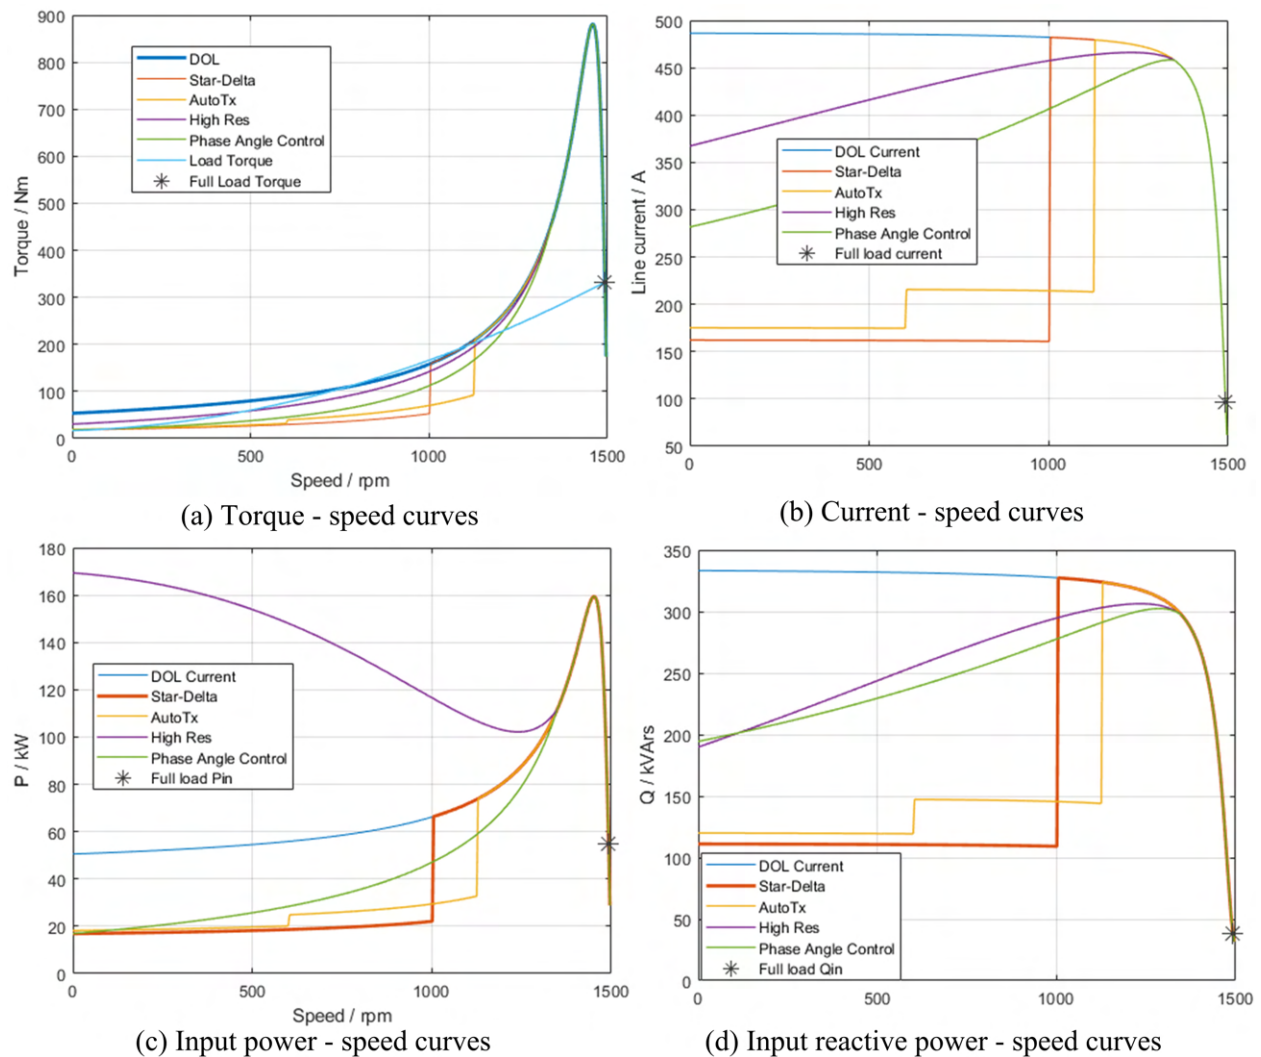 900
800
700
600
500
400
300
200
100
0
Torque / Nm
DOL
Star-Delta
AutoTx
High Res
Phase Angle Control
Load Torque
Full Load Torque
0
500
1000
1500
Speed / rpm
(a) Torque - speed curves
500
450
400
350
300
250
200
150
100
50
Line current / A
DOL Current
Star-Delta
AutoTx
High Res
Phase Angle Control
Full load current
0
500
1000
1500
(b) Current - speed curves
180
160
140
120
100
80
60
40
20
0
P / kW
DOL Current
Star-Delta
AutoTx
High Res
Phase Angle Control
Full load Pin
0
500
1000
1500
Speed / rpm
(c) Input power - speed curves
350
300
250
200
150
100
50
0
Q / kVArs
DOL Current
Star-Delta
AutoTx
High Res
Phase Angle Control
Full load Qin
0
500
1000
1500
(d) Input reactive power - speed curves